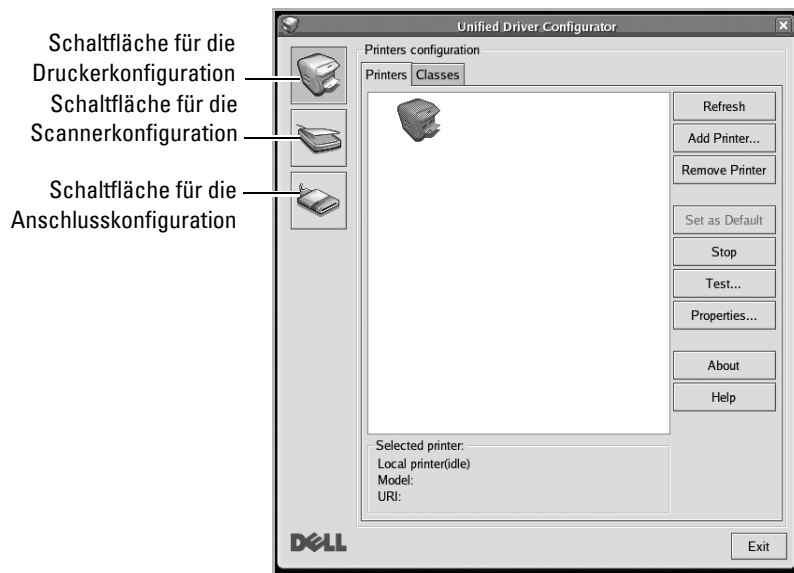 Schaltfläche für die
Druckerkonfiguration
Schaltfläche für die
Scannerkonfiguration
Schaltfläche für die
Anschlusskonfiguration
Unified Driver Configurator
Printers configuration
Printers Classes
Refresh
Add Printer...
Remove Printer
Set as Default
Stop
Test...
Properties...
About
Help
Selected printer:
Local printer(idle)
Model:
URI:
DELL
Exit